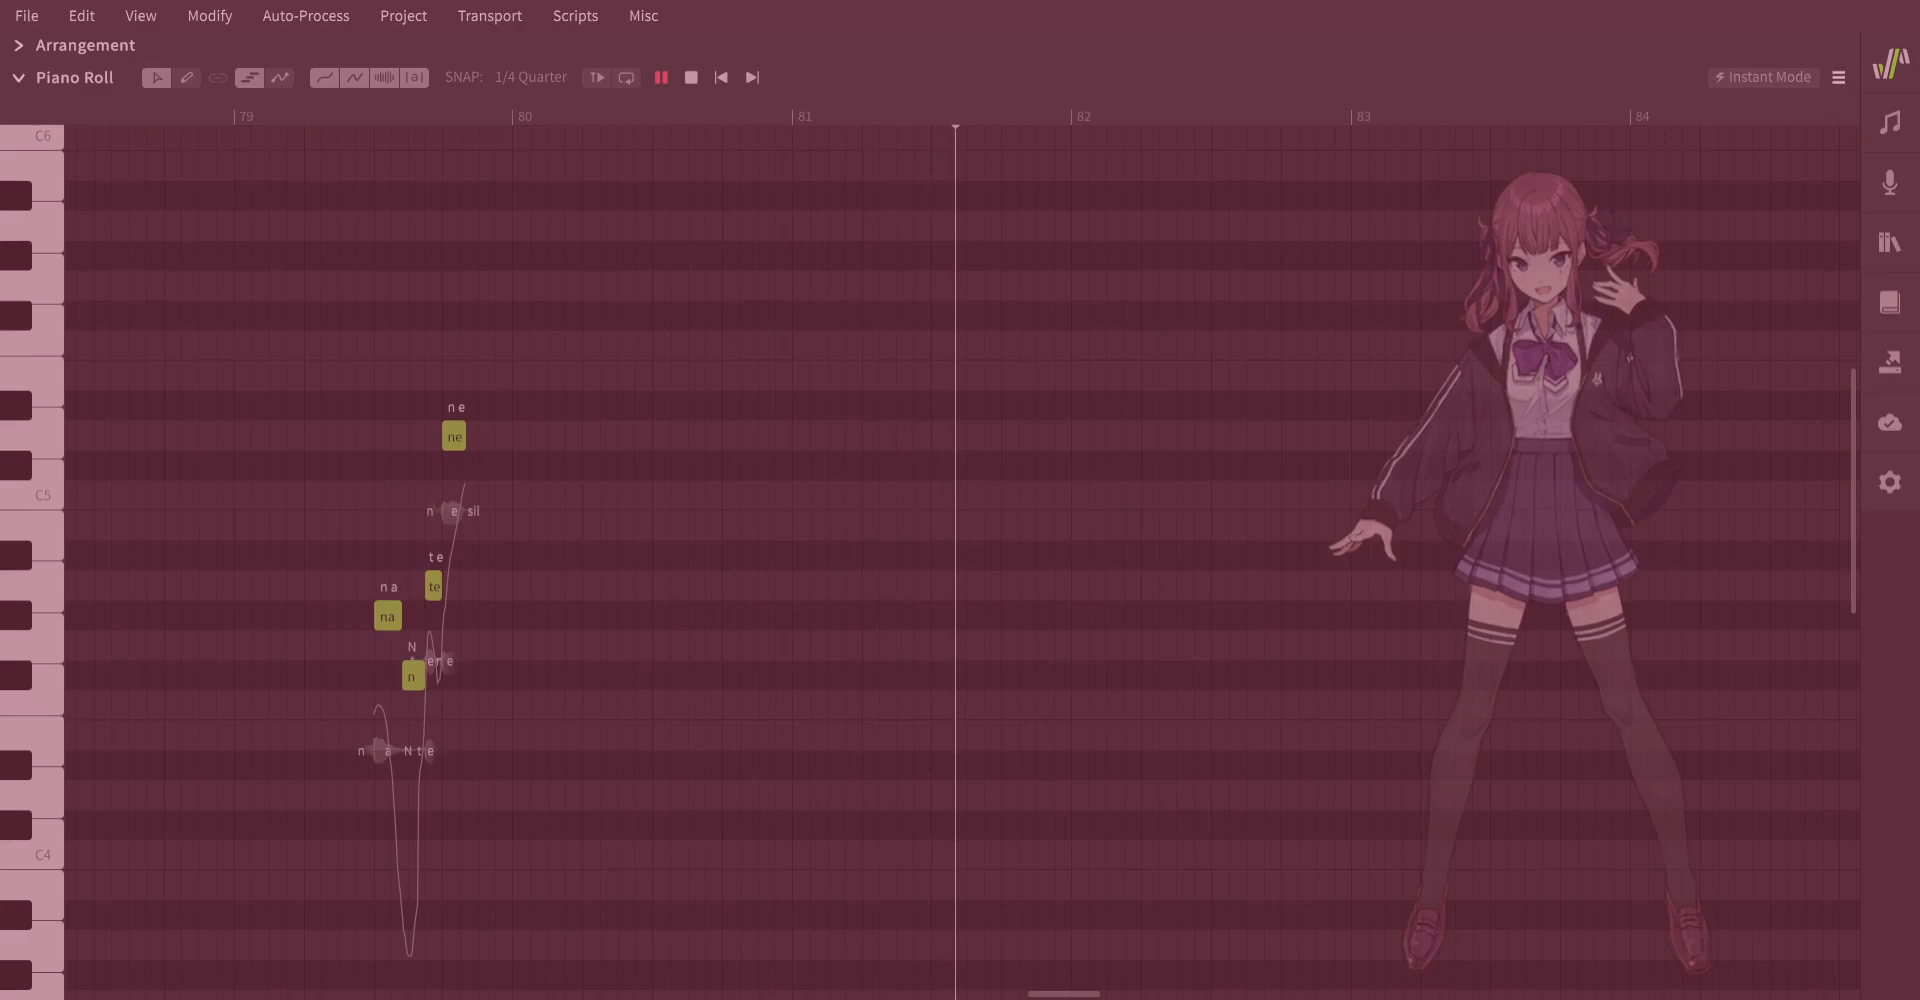 File Edit View Modify Auto-Process Project Transport Scripts Misc
Arrangement
Piano Roll |a| SNAP: 1/4 Quarter Instant Mode
79 80 81 82 83 84
C6
n e
ne
C5
n e sil
t e
te
n a
na
N
e n e
n
n a N t e
C4